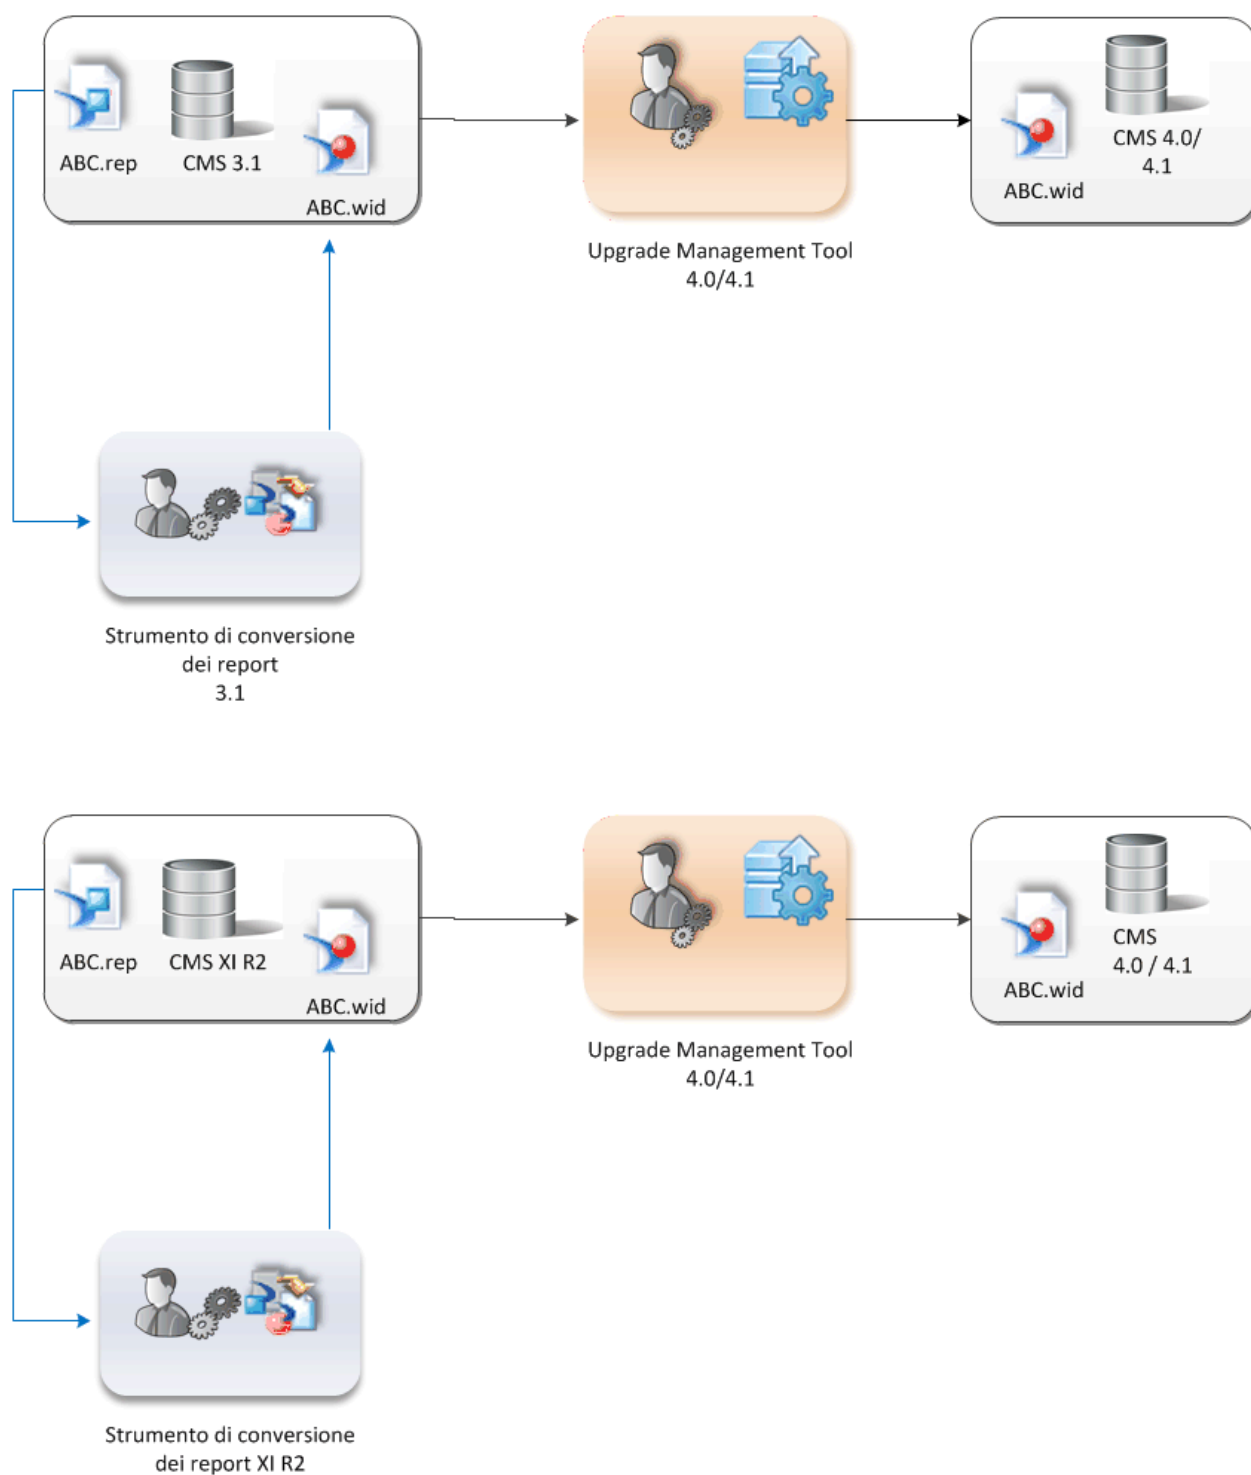 ABC.rep
CMS 3.1
ABC.wid
Upgrade Management Tool
4.0/4.1
ABC.wid
CMS 4.0/
4.1
Strumento di conversione
dei report
3.1
ABC.rep
CMS XI R2
ABC.wid
Upgrade Management Tool
4.0/4.1
ABC.wid
CMS
4.0 / 4.1
Strumento di conversione
dei report XI R2